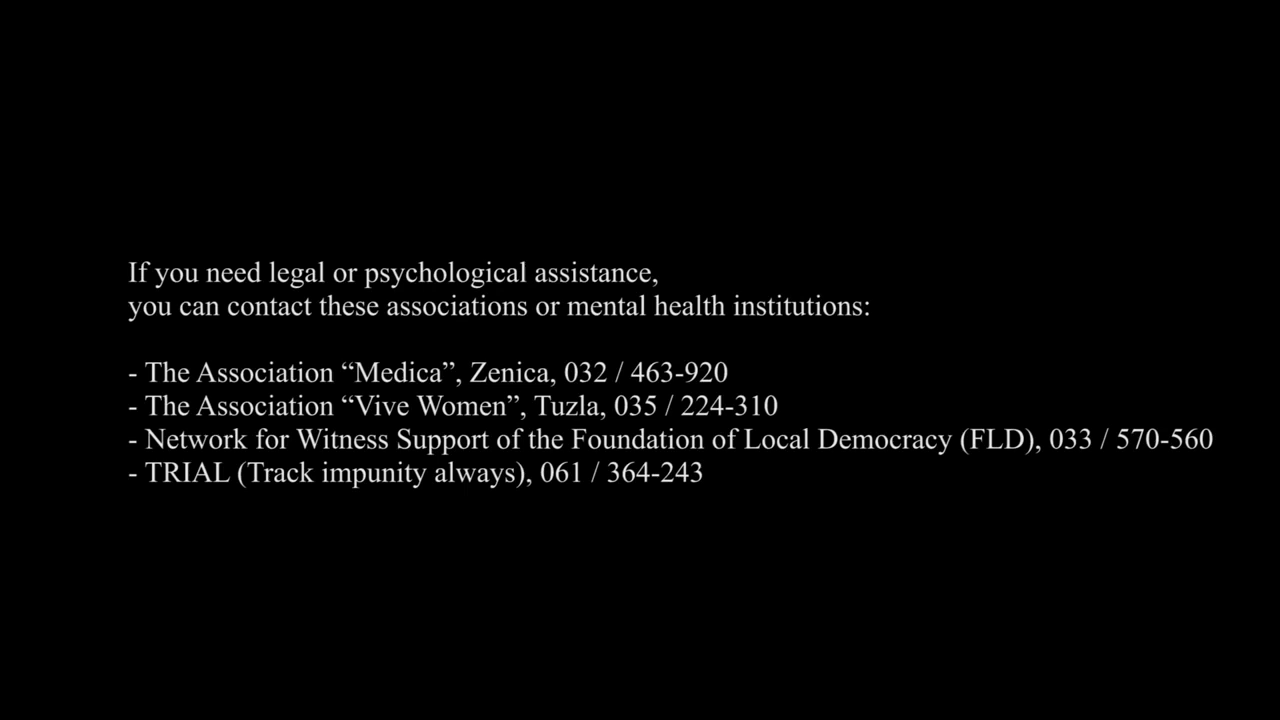 If you need legal or psychological assistance,
you can contact these associations or mental health institutions:
- The Association “Medica”, Zenica, 032 / 463-920
- The Association “Vive Women”, Tuzla, 035 / 224-310
- Network for Witness Support of the Foundation of Local Democracy (FLD), 033 / 570-560
- TRIAL (Track impunity always), 061 / 364-243